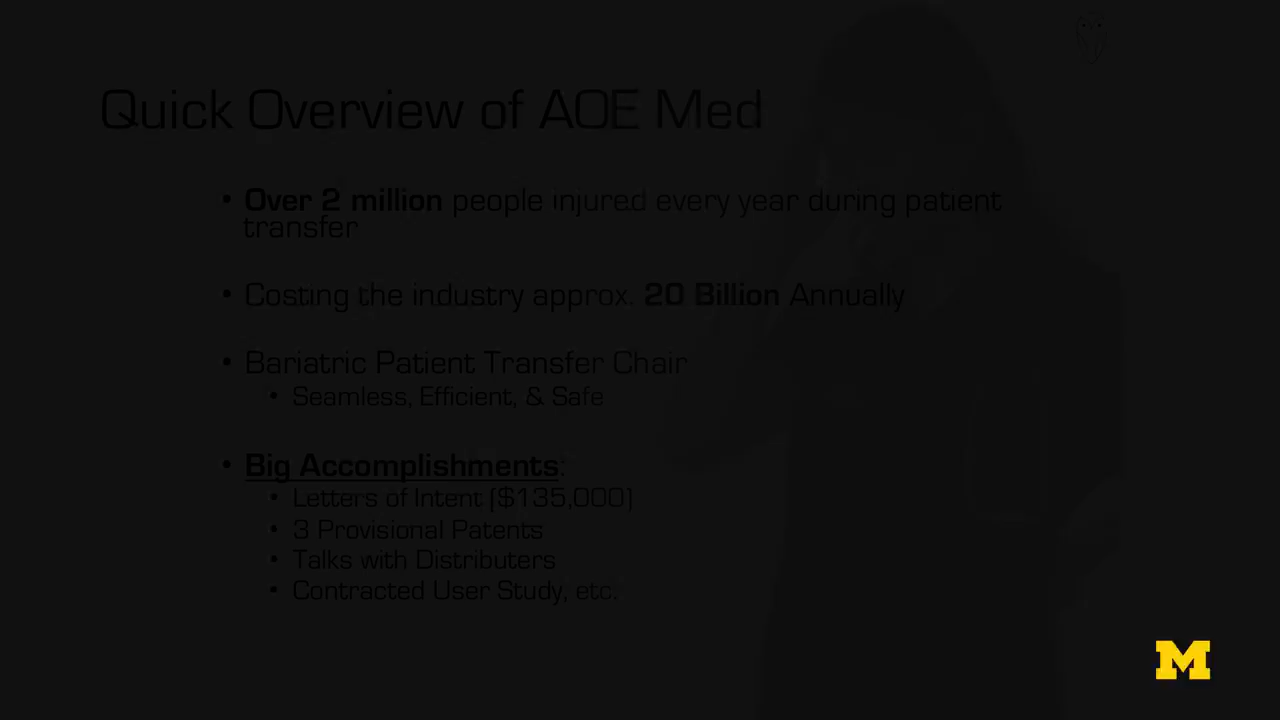 Quick Overview of AOE Med
• Over 2 million people injured every year during patient
transfer
• Costing the industry approx. 20 Billion Annually
• Bariatric Patient Transfer Chair
• Seamless, Efficient, & Safe
• Big Accomplishments:
• Letters of Intent ($135,000)
• 3 Provisional Patents
• Talks with Distributers
• Contracted User Study, etc.
M